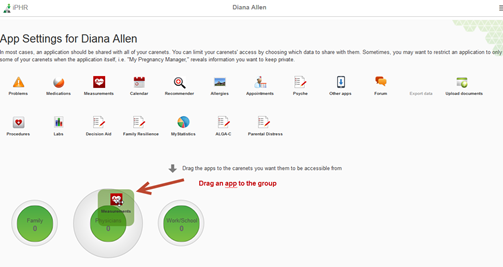 iPHR
Diana Allen
App Settings for Diana Allen
In most cases, an application should be shared with all of your carenets. You can limit your carenets' access by choosing which data to share with them. Sometimes, you may want to restrict an application to only
some of your carenets when the application itself, i.e. "My Pregnancy Manager," reveals information you want to keep private.
Problems
Medications
Measurements
Calendar
Recommender
Allergies
Appointments
Psyche
Other apps
Forum
Export data
Upload documents
Procedures
Labs
Decision Aid
Family Resilience
MyStatistics
ALGA-C
Parental Distress
Drag the apps to the carenets you want them to be accessible from
Drag an app to the group
Measurements
Family
0
Physicians
0
Work/School
0